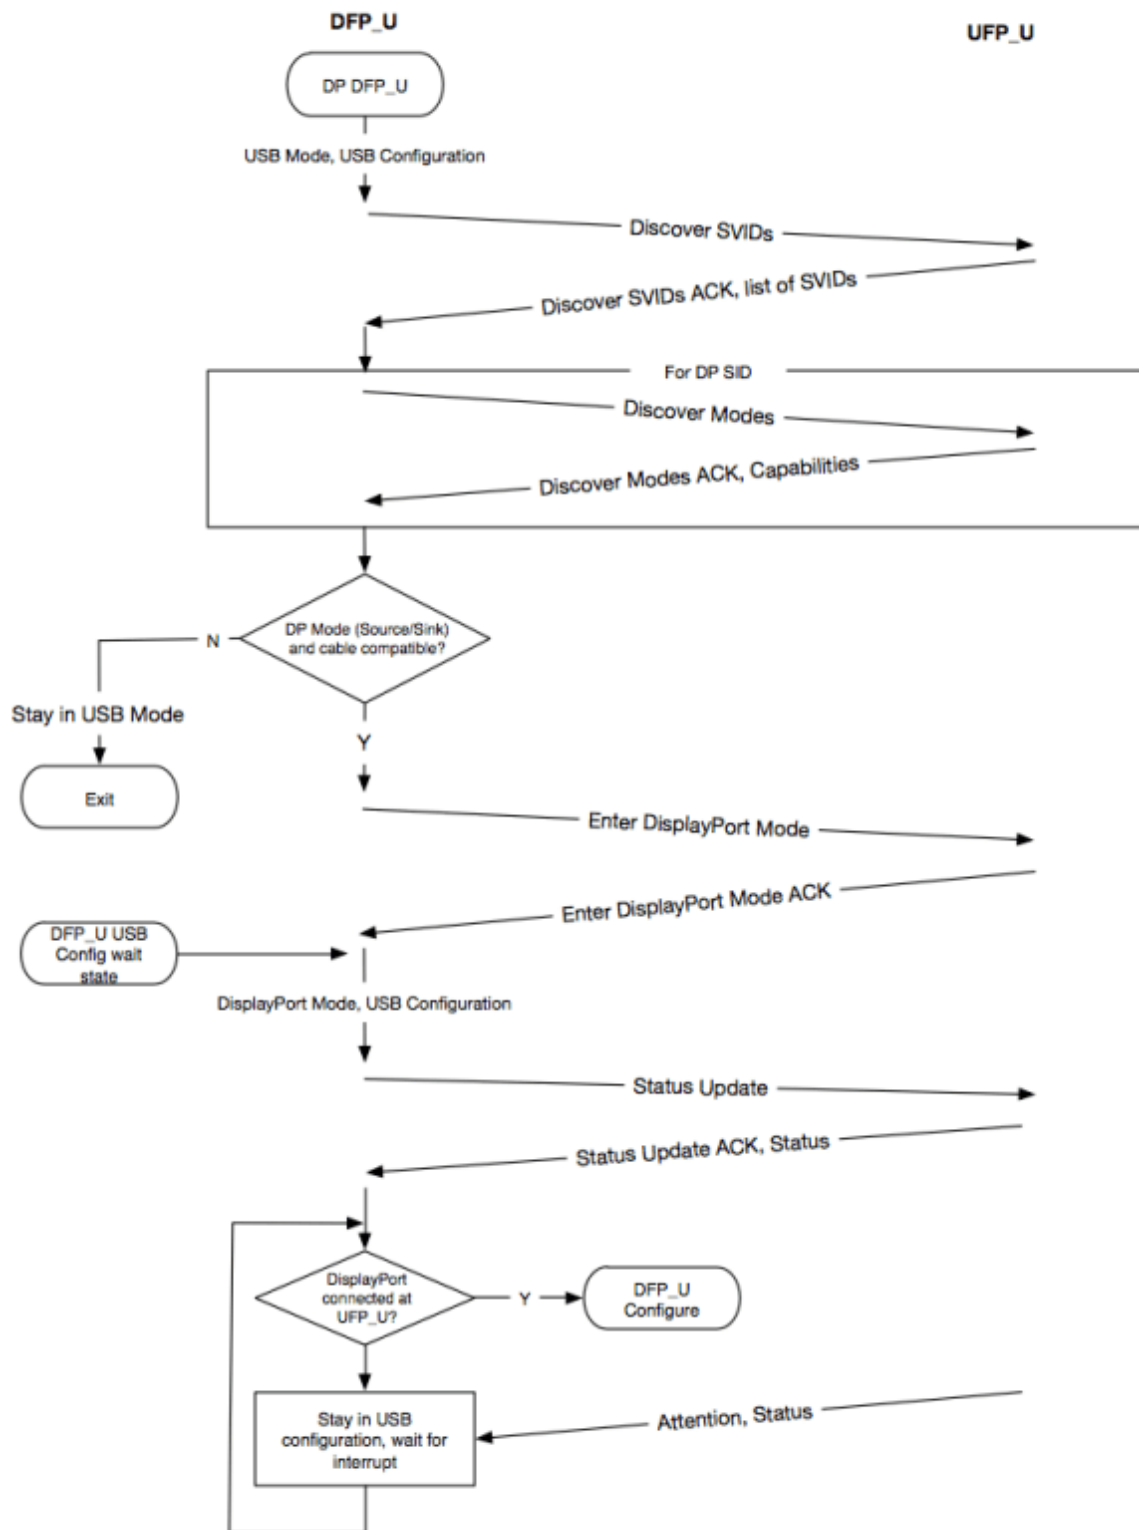 DFP_U
UFP_U
DP DFP_U
USB Mode, USB Configuration
Discover SVIDs
Discover SVIDs ACK, list of SVIDs
For DP SID
Discover Modes
Discover Modes ACK, Capabilities
DP Mode (Source/Sink)
and cable compatible?
N
Stay in USB Mode
Y
Exit
Enter DisplayPort Mode
Enter DisplayPort Mode ACK
DFP_U USB
Config wait
state
DisplayPort Mode, USB Configuration
Status Update
Status Update ACK, Status
DisplayPort
connected at
UFP_U?
Y
DFP_U
Configure
Stay in USB
configuration, wait for
interrupt
Attention, Status